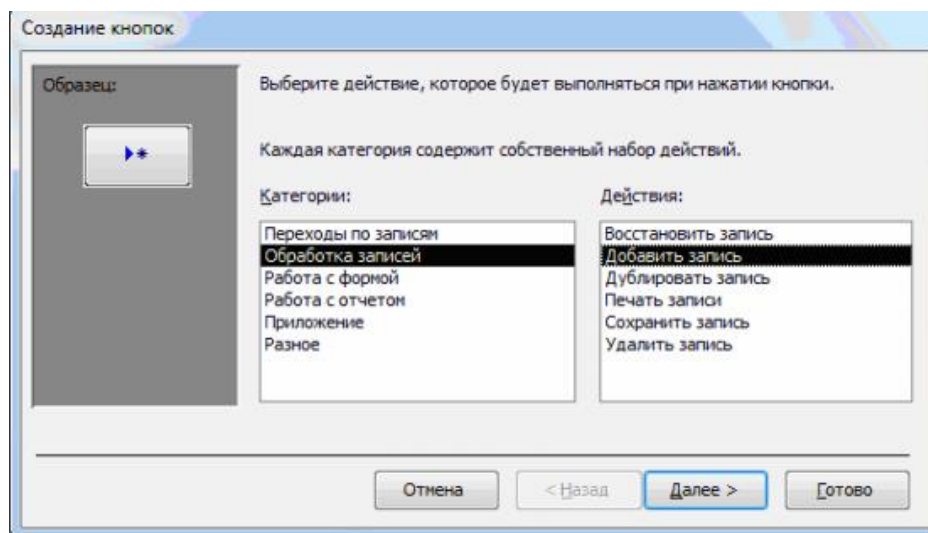 Создание кнопок
Образец:
Выберите действие, которое будет выполняться при нажатии кнопки.
Каждая категория содержит собственный набор действий.
Категории:
Действия:
Переходы по записям
Обработка записей
Работа с формой
Работа с отчетом
Приложение
Разное
Восстановить запись
Добавить запись
Дублировать запись
Печать записи
Сохранить запись
Удалить запись
Отмена
< Назад
Далее >
Готово